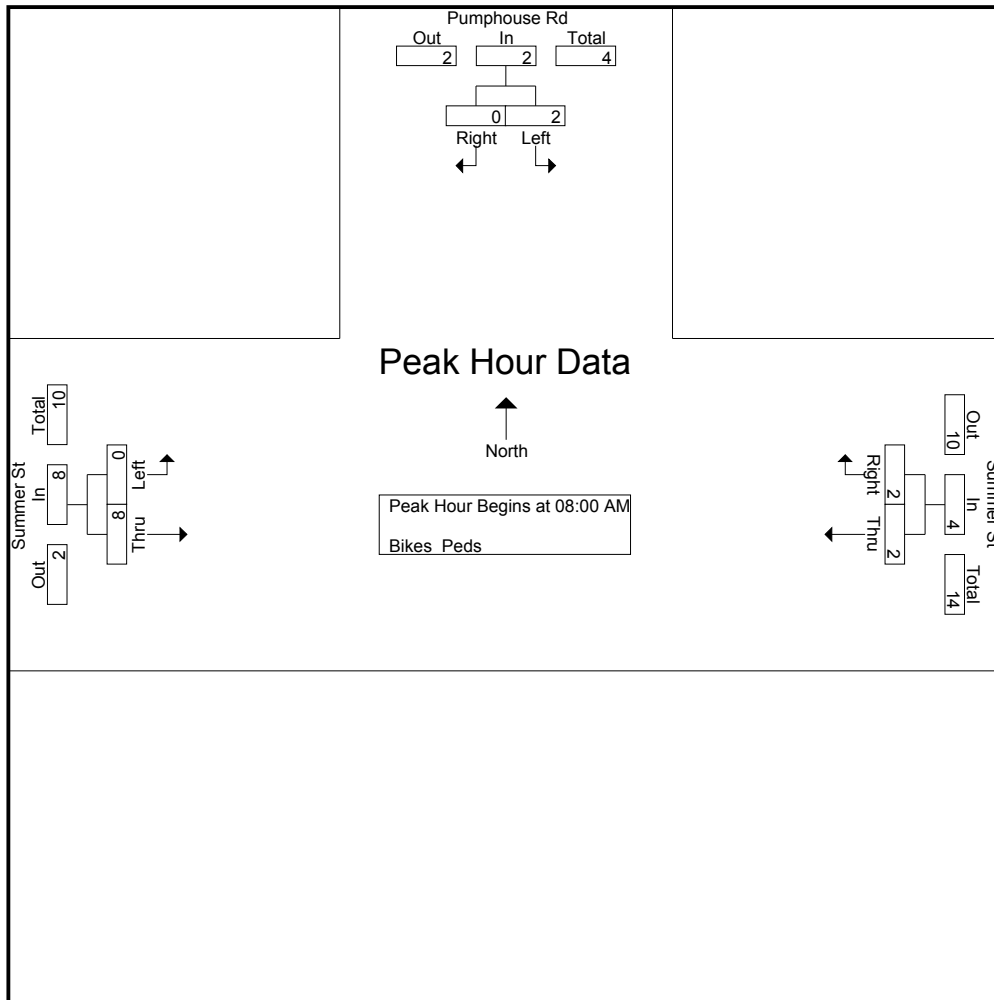 Pumphouse Rd
Out In Total
2 2 4
0 2
Right Left
Peak Hour Data
North
Peak Hour Begins at 08:00 AM
Bikes Peds
Summer St
Total In Out
10 8 2
0 8
Left Thru
Summer St
Out In Total
10 4 14
Right Thru
2 2